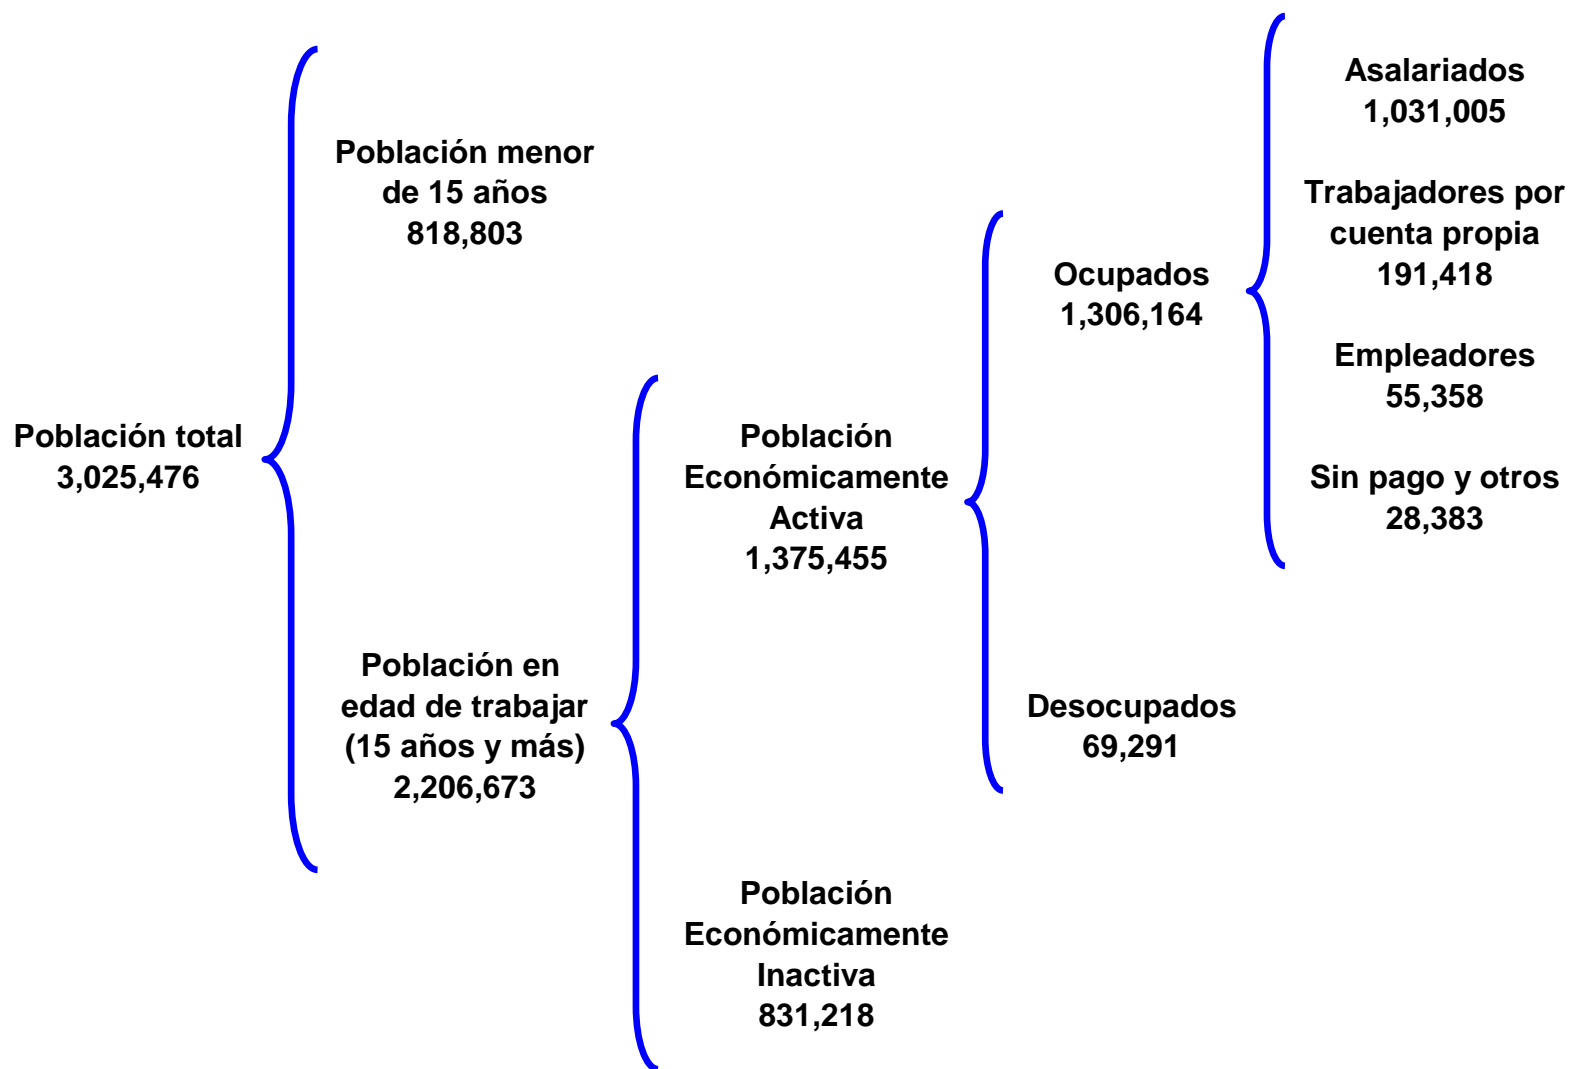 Población total
3,025,476
Población menor
de 15 años
818,803
Población en
edad de trabajar
(15 años y más)
2,206,673
Población
Económicamente
Activa
1,375,455
Población
Económicamente
Inactiva
831,218
Ocupados
1,306,164
Desocupados
69,291
Asalariados
1,031,005
Trabajadores por
cuenta propia
191,418
Empleadores
55,358
Sin pago y otros
28,383